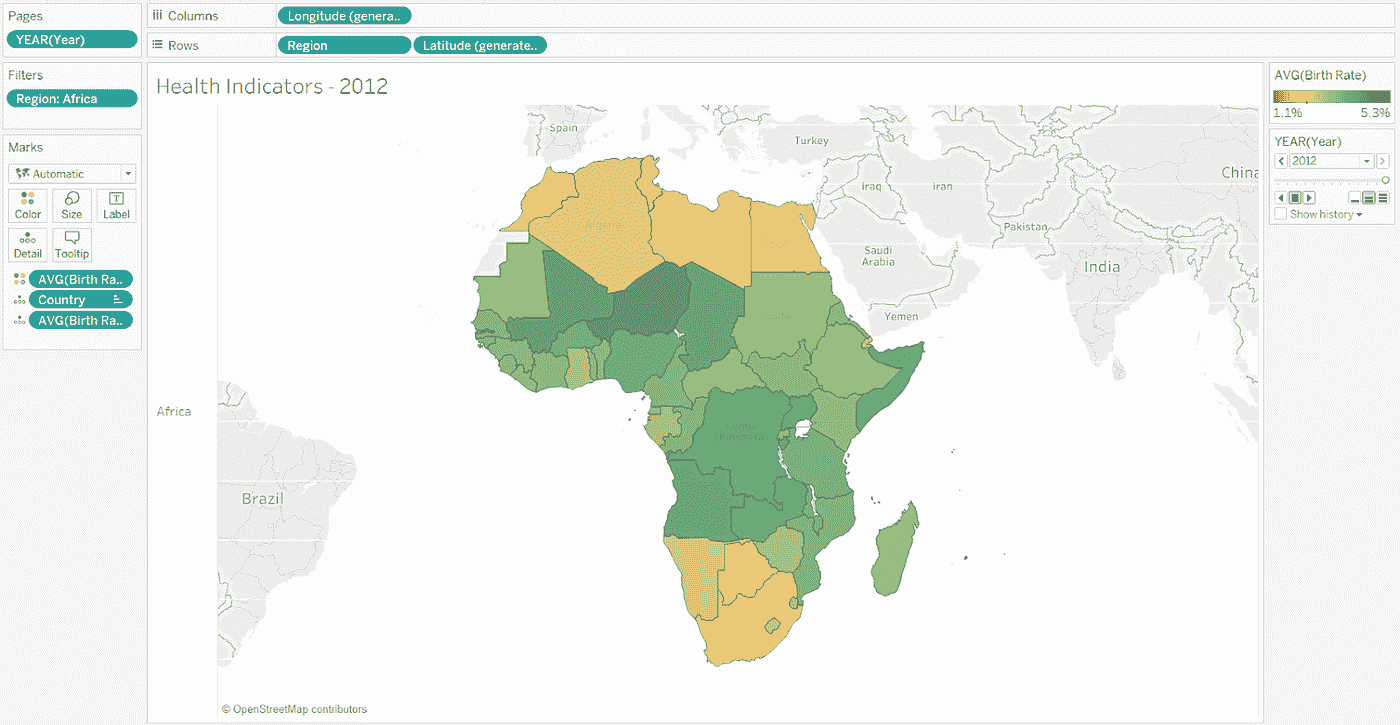 Pages
YEAR(Year)
Filters
Region: Africa
Marks
Automatic
Color
Size
Label
Detail
Tooltip
AVG(Birth Ra..
Country
AVG(Birth Ra..
Columns
Longitude (genera..
Rows
Region
Latitude (generate..
Health Indicators - 2012
Africa
Spain
Turkey
Iraq
Iran
China
Pakistan
Saudi
Arabia
India
Yemen
Brazil
© OpenStreetMap contributors
AVG(Birth Rate)
1.1%
5.3%
YEAR(Year)
2012
Show history